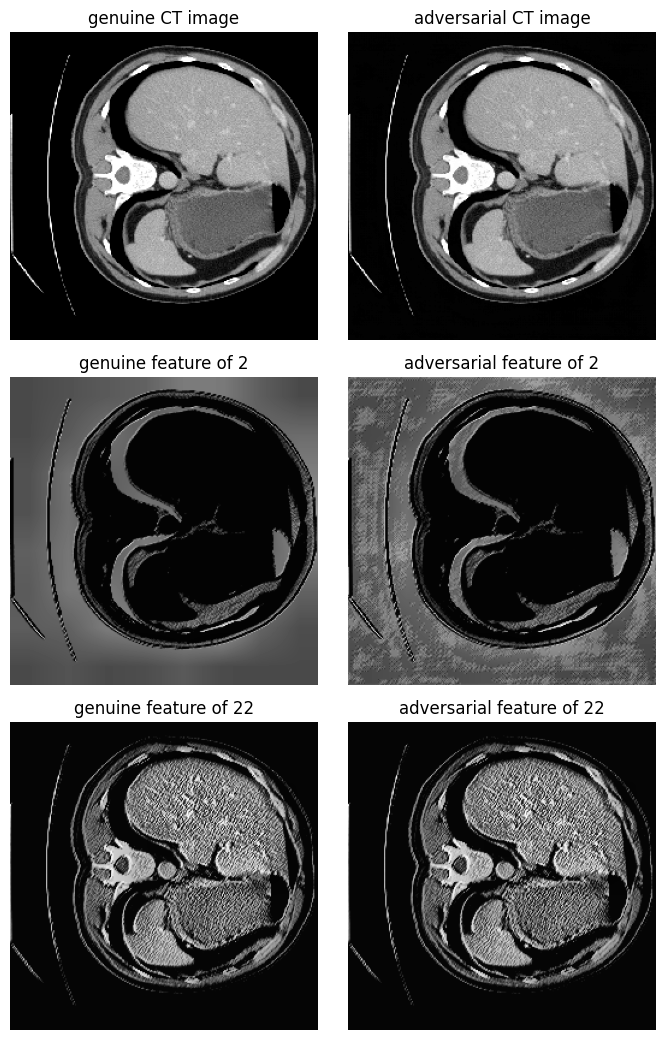 genuine CT image
adversarial CT image
genuine feature of 2
adversarial feature of 2
genuine feature of 22
adversarial feature of 22